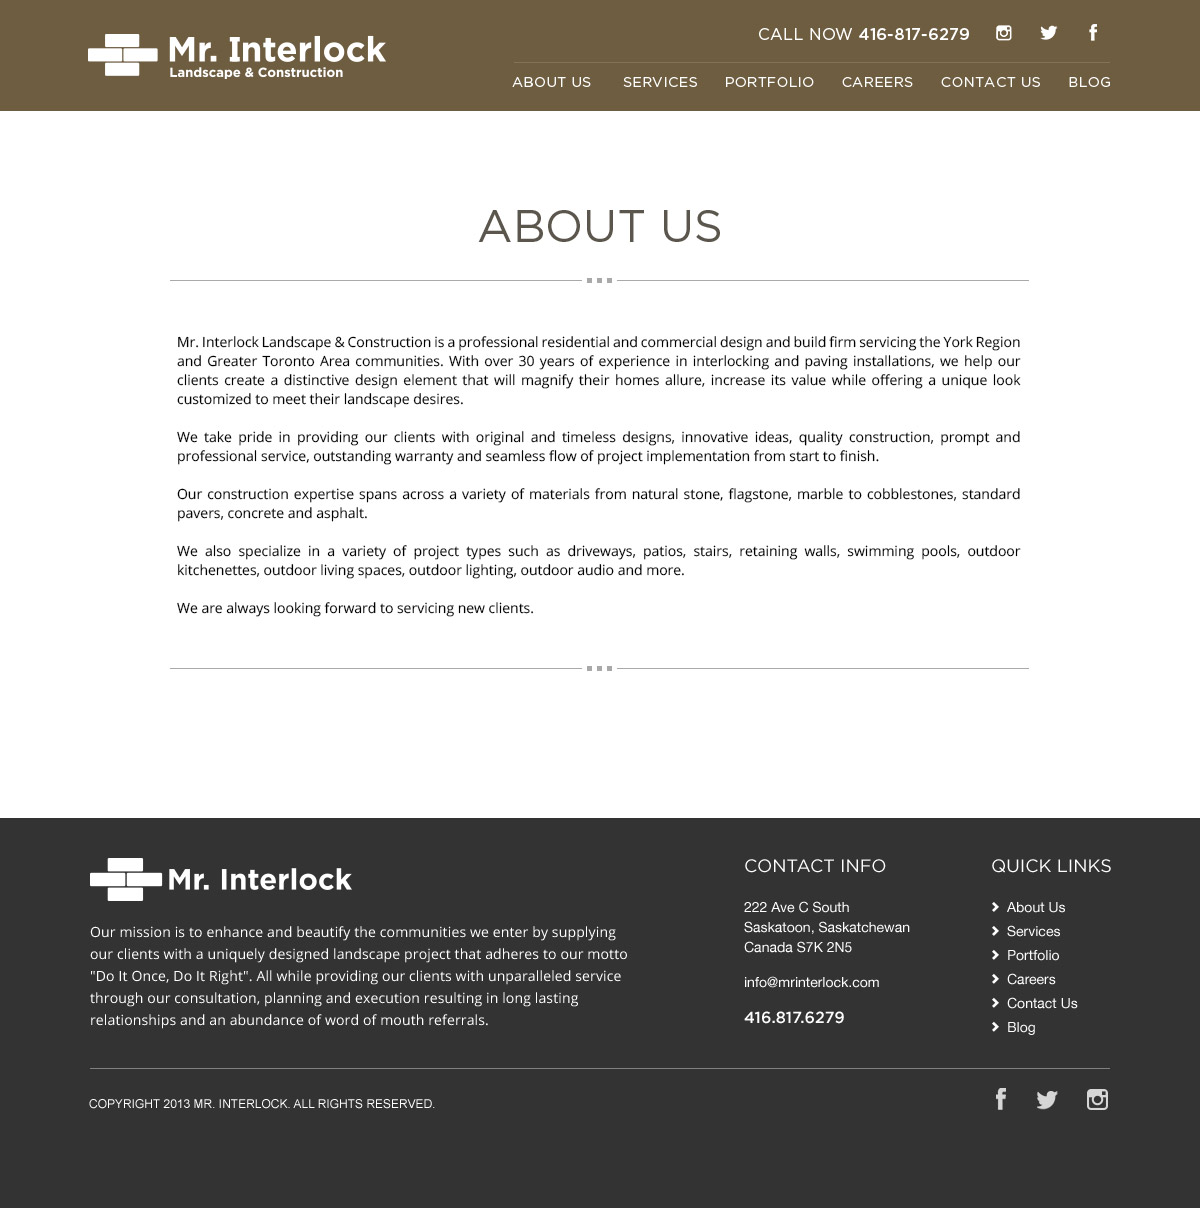 Mr. Interlock
Landscape & Construction
CALL NOW 416-817-6279
ABOUT US SERVICES PORTFOLIO CAREERS CONTACT US BLOG
ABOUT US
Mr. Interlock Landscape & Construction is a professional residential and commercial design and build firm servicing the York Region
and Greater Toronto Area communities. With over 30 years of experience in interlocking and paving installations, we help our
clients create a distinctive design element that will magnify their homes allure, increase its value while offering a unique look
customized to meet their landscape desires.
We take pride in providing our clients with original and timeless designs, innovative ideas, quality construction, prompt and
professional service, outstanding warranty and seamless flow of project implementation from start to finish.
Our construction expertise spans across a variety of materials from natural stone, flagstone, marble to cobblestones, standard
pavers, concrete and asphalt.
We also specialize in a variety of project types such as driveways, patios, stairs, retaining walls, swimming pools, outdoor
kitchenettes, outdoor living spaces, outdoor lighting, outdoor audio and more.
We are always looking forward to servicing new clients.
Mr. Interlock
Our mission is to enhance and beautify the communities we enter by supplying
our clients with a uniquely designed landscape project that adheres to our motto
"Do It Once, Do It Right". All while providing our clients with unparalleled service
through our consultation, planning and execution resulting in long lasting
relationships and an abundance of word of mouth referrals.
CONTACT INFO
222 Ave C South
Saskatoon, Saskatchewan
Canada S7K 2N5
info@mrinterlock.com
416.817.6279
QUICK LINKS
About Us
Services
Portfolio
Careers
Contact Us
Blog
COPYRIGHT 2013 MR. INTERLOCK. ALL RIGHTS RESERVED.